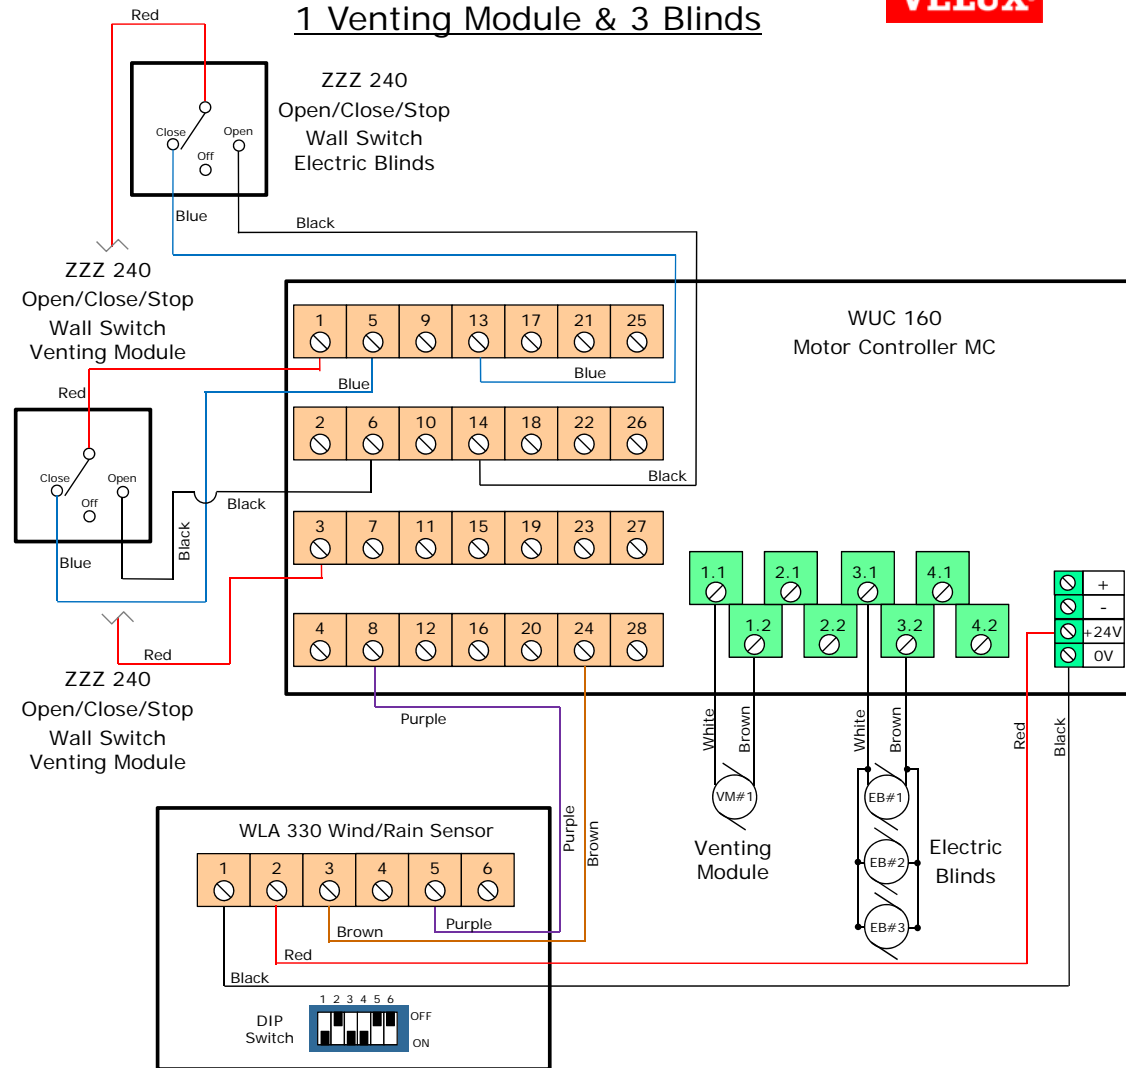 1 Venting Module & 3 Blinds
VELUX
Red
ZZZ 240
Open/Close/Stop
Wall Switch
Electric Blinds
Close
Open
Off
Blue
Black
ZZZ 240
Open/Close/Stop
Wall Switch
Venting Module
WUC 160
Motor Controller MC
1 5 9 13 17 21 25
Blue
Blue
Red
2 6 10 14 18 22 26
Black
Black
Close
Open
Off
Blue
Black
3 7 11 15 19 23 27
4 8 12 16 20 24 28
Red
ZZZ 240
Open/Close/Stop
Wall Switch
Venting Module
1.1 2.1 3.1 4.1
1.2 2.2 3.2 4.2
+
-
+24V
0V
Purple
White
Brown
White
Brown
Red
Black
VM#1
Venting
Module
EB#1
EB#2
EB#3
Electric
Blinds
Purple
Brown
WLA 330 Wind/Rain Sensor
1 2 3 4 5 6
Purple
Brown
Red
Black
1 2 3 4 5 6
DIP
Switch
OFF
ON